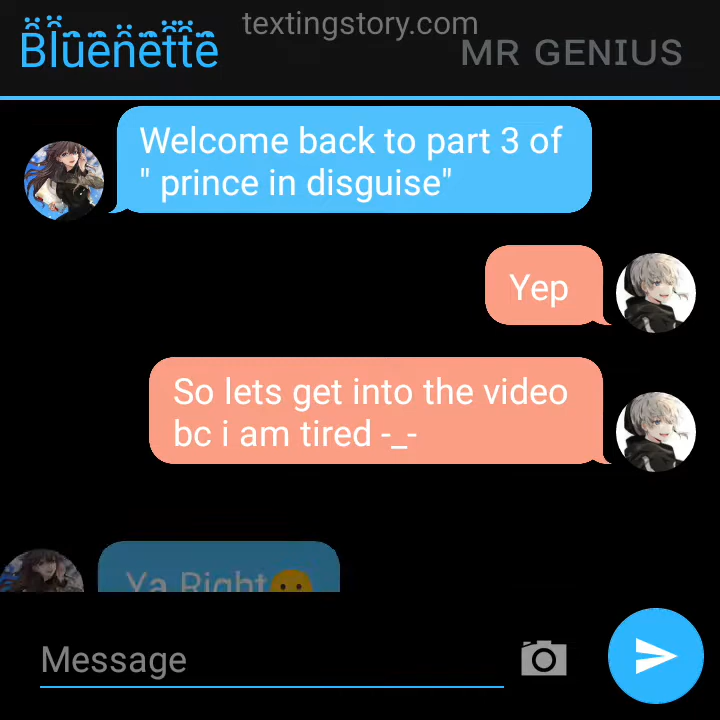 textingstory.com
Bluenette
MR GENIUS
Welcome back to part 3 of
" prince in disguise"
Yep
So lets get into the video
bc i am tired -_-
Ya Right😶
Message